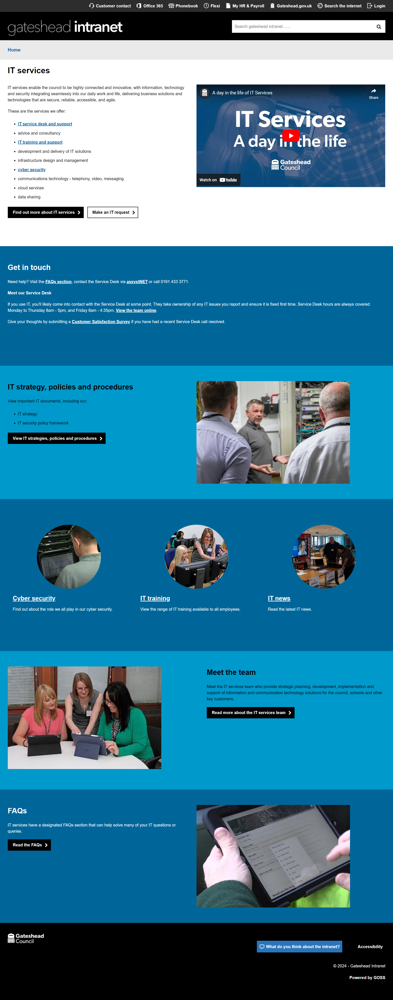 Customer contact Office 365 Phonebook Flexi My HR & Payroll Gateshead.gov.uk Search the internet Login
gateshead intranet
Search gateshead intranet.......
Home
IT services
IT services enable the council to be highly connected and innovative, with information, technology
and security integrating seamlessly into our daily work and life, delivering business solutions and
technologies that are secure, reliable, accessible, and agile.
These are the services we offer:
IT service desk and support
advice and consultancy
IT training and support
development and delivery of IT solutions
infrastructure design and management
cyber security
communications technology - telephony, video, messaging
cloud services
data sharing
Find out more about IT services
Make an IT request
A day in the life of IT Services
Share
IT Services
A day in the life
Gateshead
Council
Watch on YouTube
Get in touch
Need help? Visit the FAQs section, contact the Service Desk via assystNET or call 0191 433 3771.
Meet our Service Desk
If you use IT, you'll likely come into contact with the Service Desk at some point. They take ownership of any IT issues you report and ensure it is fixed first time. Service Desk hours are always covered
Monday to Thursday 8am - 5pm, and Friday 8am - 4:35pm. View the team online.
Give your thoughts by submitting a Customer Satisfaction Survey if you have had a recent Service Desk call resolved.
IT strategy, policies and procedures
View important IT documents, including our:
IT strategy
IT security policy framework
View IT strategies, policies and procedures
Cyber security
Find out about the role we all play in our cyber security.
IT training
View the range of IT training available to all employees.
IT news
Read the latest IT news.
Meet the team
Meet the IT services team who provide strategic planning, development, implementation and
support of information and communication technology solutions for the council, schools and other
key customers.
Read more about the IT services team
FAQs
IT services have a designated FAQs section that can help solve many of your IT questions or
queries.
Read the FAQs
Location code *
Your name
Add a new note
Would you like to
Gateshead
Council
What do you think about the intranet?
Accessibility
© 2024 - Gateshead Intranet
Powered by GOSS